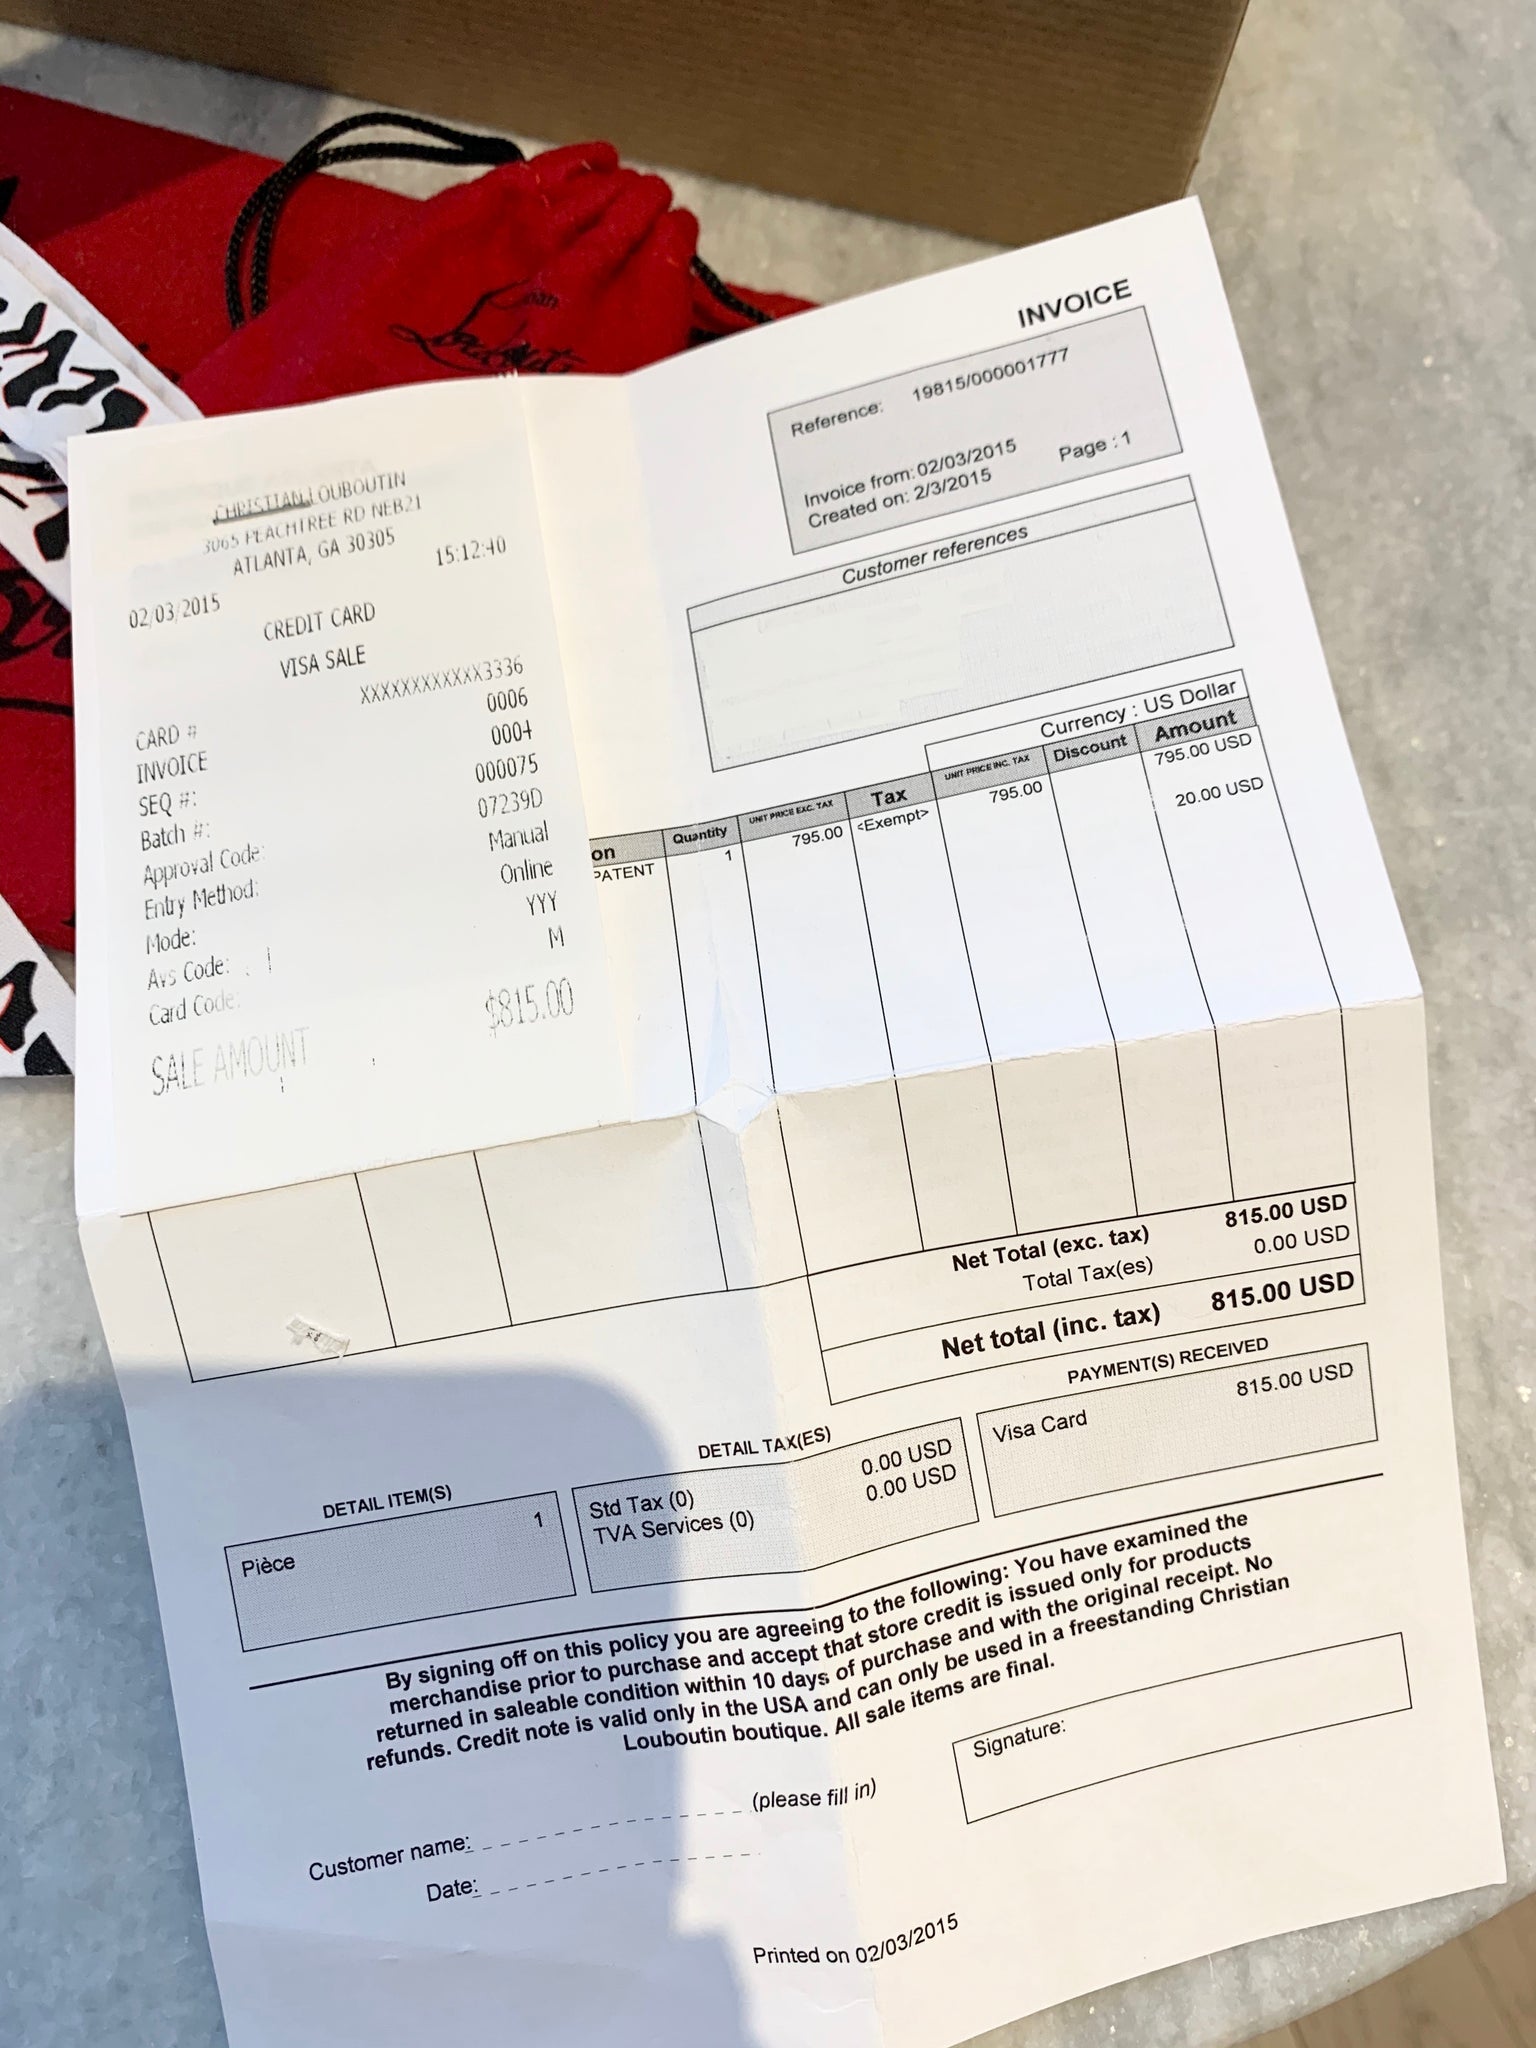 Louboutin
INVOICE
Reference: 19815/000001777
Invoice from: 02/03/2015 Page : 1
Created on: 2/3/2015
Customer references
CHRISTIAN LOUBOUTIN
3065 PEACHTREE RD NEB21
ATLANTA, GA 30305
02/03/2015 15:12:40
CREDIT CARD
VISA SALE
CARD # XXXXXXXXXXXX3336
INVOICE 0006
SEQ #: 0004
Batch #: 000075
Approval Code: 07239D
Entry Method: Manual
Mode: Online
Avs Code: YYY
Card Code: M
SALE AMOUNT $815.00
Currency : US Dollar
on Quantity UNIT PRICE EXC. TAX Tax UNIT PRICE INC. TAX Discount Amount
PATENT 1 795.00 <Exempt> 795.00 795.00 USD
20.00 USD
Net Total (exc. tax) 815.00 USD
Total Tax(es) 0.00 USD
Net total (inc. tax) 815.00 USD
DETAIL ITEM(S)
Pièce 1
DETAIL TAX(ES)
Std Tax (0) 0.00 USD
TVA Services (0) 0.00 USD
PAYMENT(S) RECEIVED
Visa Card 815.00 USD
By signing off on this policy you are agreeing to the following: You have examined the
merchandise prior to purchase and accept that store credit is issued only for products
returned in saleable condition within 10 days of purchase and with the original receipt. No
refunds. Credit note is valid only in the USA and can only be used in a freestanding Christian
Louboutin boutique. All sale items are final.
Signature:
Customer name: (please fill in)
Date:
Printed on 02/03/2015